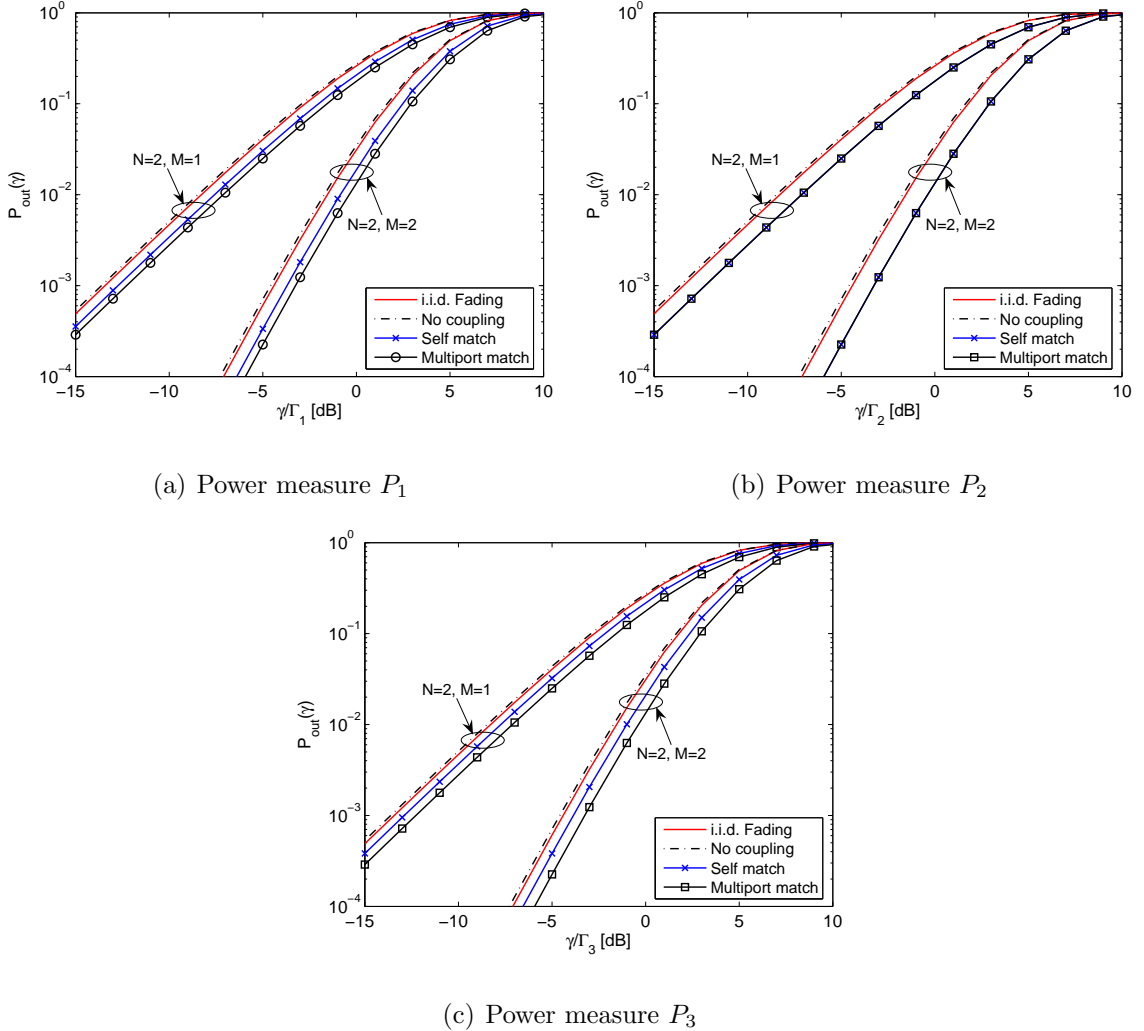 10^0
10^-1
10^-2
10^-3
10^-4
P_out(γ)
N=2, M=1
N=2, M=2
i.i.d. Fading
No coupling
Self match
Multiport match
−15 −10 −5 0 5 10
γ/Γ_1 [dB]
(a) Power measure P_1
10^0
10^-1
10^-2
10^-3
10^-4
P_out(γ)
N=2, M=1
N=2, M=2
i.i.d. Fading
No coupling
Self match
Multiport match
−15 −10 −5 0 5 10
γ/Γ_2 [dB]
(b) Power measure P_2
10^0
10^-1
10^-2
10^-3
10^-4
P_out(γ)
N=2, M=1
N=2, M=2
i.i.d. Fading
No coupling
Self match
Multiport match
−15 −10 −5 0 5 10
γ/Γ_3 [dB]
(c) Power measure P_3